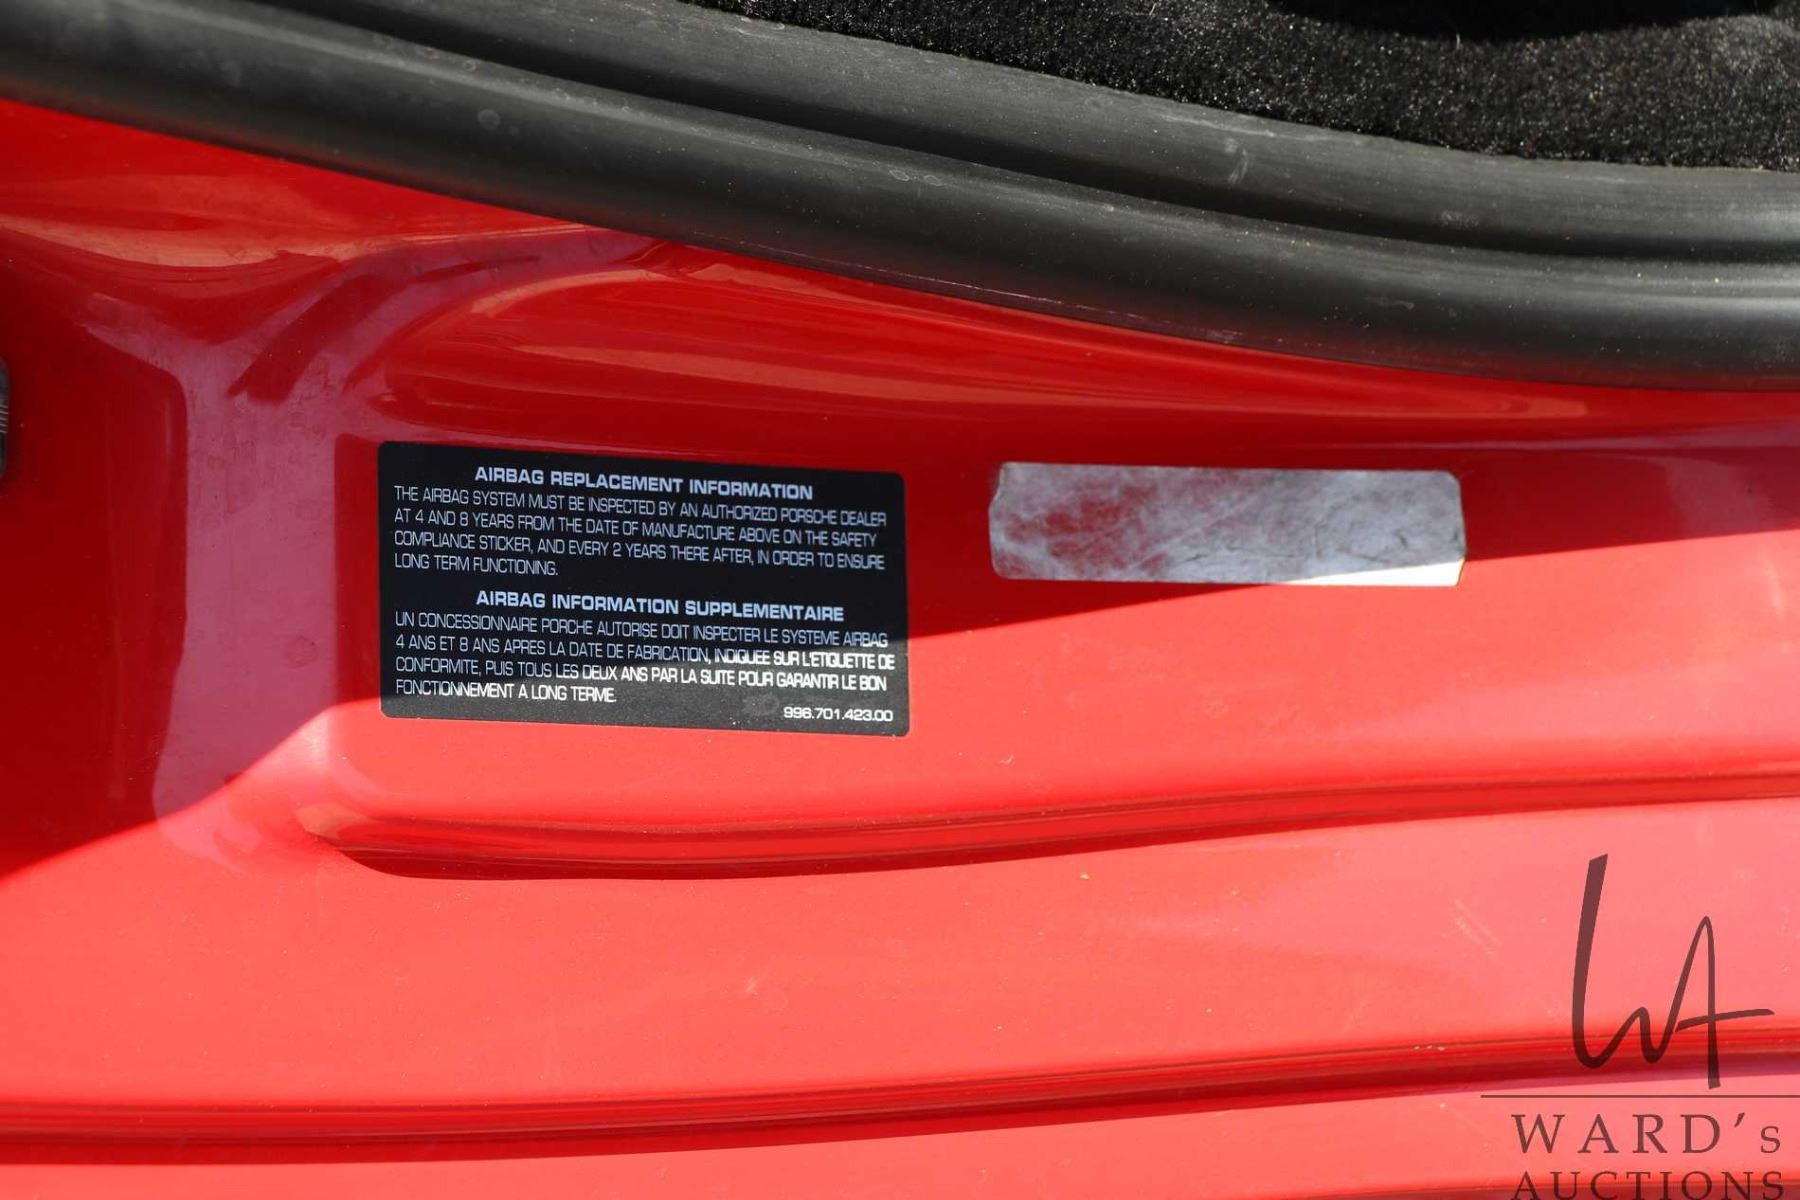 AIRBAG REPLACEMENT INFORMATION
THE AIRBAG SYSTEM MUST BE INSPECTED BY AN AUTHORIZED PORSCHE DEALER
AT 4 AND 8 YEARS FROM THE DATE OF MANUFACTURE ABOVE ON THE SAFETY
COMPLIANCE STICKER, AND EVERY 2 YEARS THERE AFTER, IN ORDER TO ENSURE
LONG TERM FUNCTIONING.
AIRBAG INFORMATION SUPPLEMENTAIRE
UN CONCESSIONNAIRE PORCHE AUTORISE DOIT INSPECTER LE SYSTEME AIRBAG
4 ANS ET 8 ANS APRES LA DATE DE FABRICATION, INDIQUEE SUR L'ETIQUETTE DE
CONFORMITE, PUIS TOUS LES DEUX ANS PAR LA SUITE POUR GARANTIR LE BON
FONCTIONNEMENT A LONG TERME.
996.701.423.00
WA
WARD's
AUCTIONS